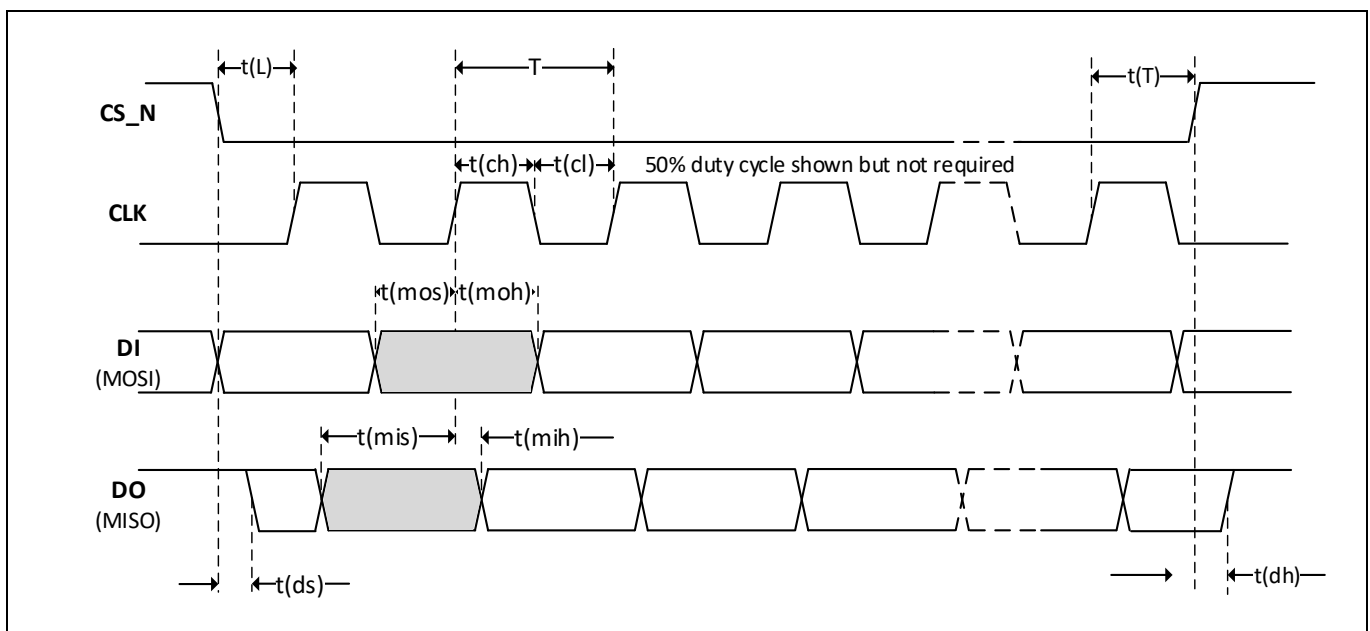 t(L)
T
t(T)
CS_N
t(ch)
t(cl)
50% duty cycle shown but not required
CLK
t(mos)
t(moh)
DI
(MOSI)
t(mis)
t(mih)
DO
(MISO)
t(ds)
t(dh)